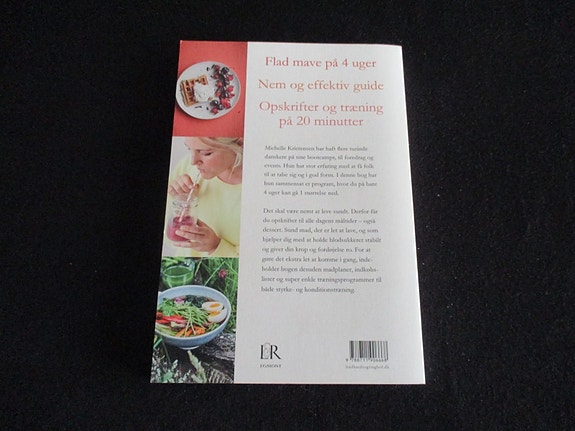 Flad mave på 4 uger
Nem og effektiv guide
Opskrifter og træning
på 20 minutter
Michelle Kristensen har haft flere tusinde
danskere på sine bootcamps, til foredrag og
events. Hun har stor erfaring med at få folk
til at tabe sig og i god form. I denne bog har
hun sammensat et program, hvor du på bare
4 uger kan gå 1 størrelse ned.
Det skal være nemt at leve sundt. Derfor får
du opskrifter til alle dagens måltider – også
dessert. Sund mad, der er let at lave, og som
hjælper dig med at holde blodsukkeret stabilt
og giver din krop og fordøjelse ro. For at
gøre det ekstra let at komme i gang, inde-
holder bogen desuden madplaner, indkøbs-
lister og super enkle træningsprogrammer til
både styrke- og konditionstræning.
L&R
EGMONT
lindhardtogringhof.dk